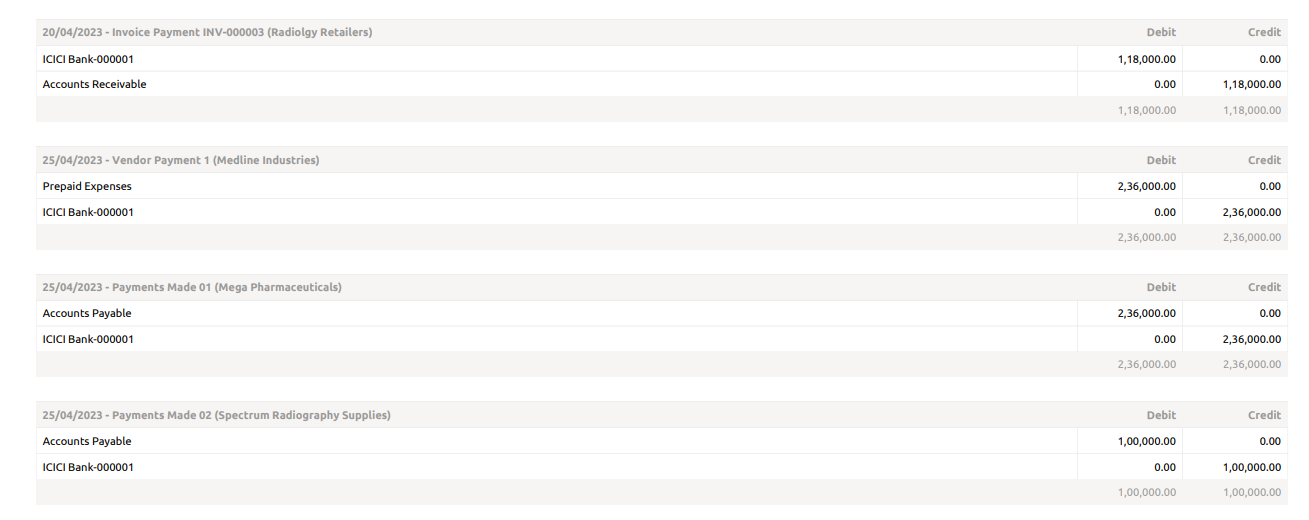 20/04/2023 - Invoice Payment INV-000003 (Radiolgy Retailers) Debit Credit
ICICI Bank-000001 1,18,000.00 0.00
Accounts Receivable 0.00 1,18,000.00
1,18,000.00 1,18,000.00
25/04/2023 - Vendor Payment 1 (Medline Industries) Debit Credit
Prepaid Expenses 2,36,000.00 0.00
ICICI Bank-000001 0.00 2,36,000.00
2,36,000.00 2,36,000.00
25/04/2023 - Payments Made 01 (Mega Pharmaceuticals) Debit Credit
Accounts Payable 2,36,000.00 0.00
ICICI Bank-000001 0.00 2,36,000.00
2,36,000.00 2,36,000.00
25/04/2023 - Payments Made 02 (Spectrum Radiography Supplies) Debit Credit
Accounts Payable 1,00,000.00 0.00
ICICI Bank-000001 0.00 1,00,000.00
1,00,000.00 1,00,000.00